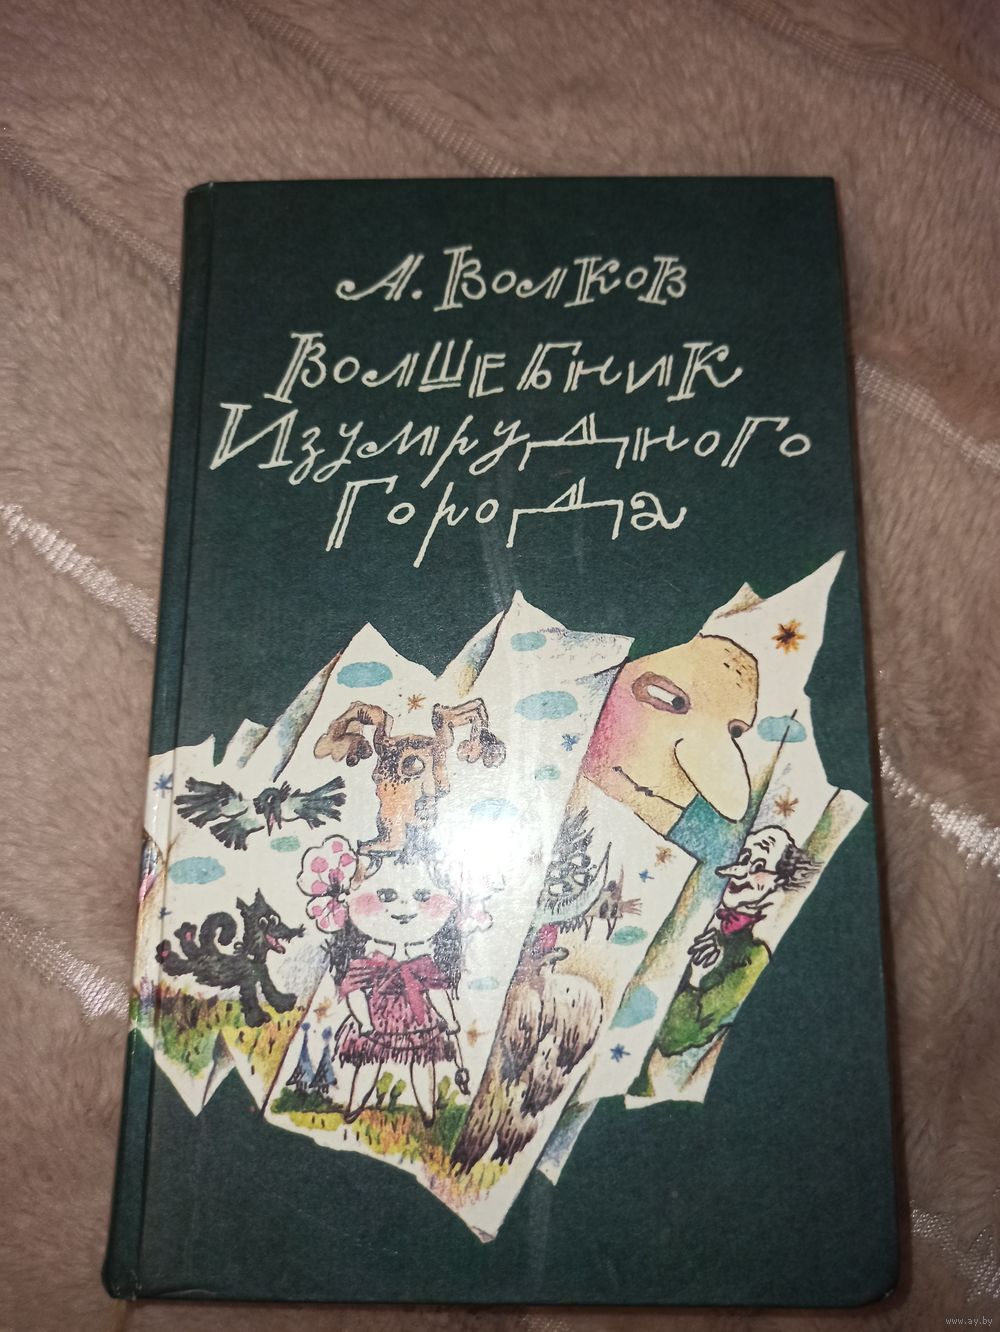 А. Волков
Волшебник
Изумрудного
Города
www.ay.by